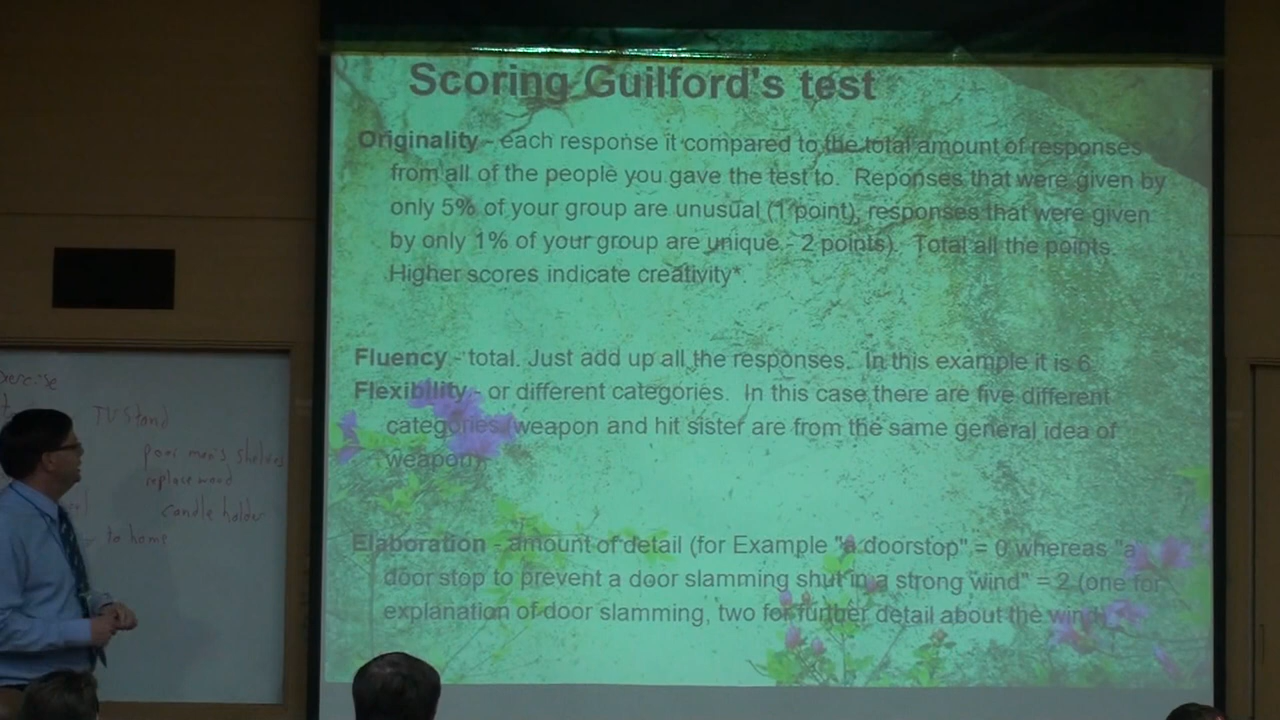 Scoring Guilford's test
Originality - each response it compared to the total amount of responses
from all of the people you gave the test to. Reponses that were given by
only 5% of your group are unusual (1 point), responses that were given
by only 1% of your group are unique - 2 points). Total all the points.
Higher scores indicate creativity*.
Fluency - total. Just add up all the responses. In this example it is 6.
Flexibility - or different categories. In this case there are five different
categories (weapon and hit sister are from the same general idea of
weapon)
Elaboration - amount of detail (for Example "a doorstop" = 0 whereas "a
door stop to prevent a door slamming shut in a strong wind" = 2 (one for
explanation of door slamming, two for further detail about the wind)
TV Stand
poor man's shelves
replace wood
candle holder
to home